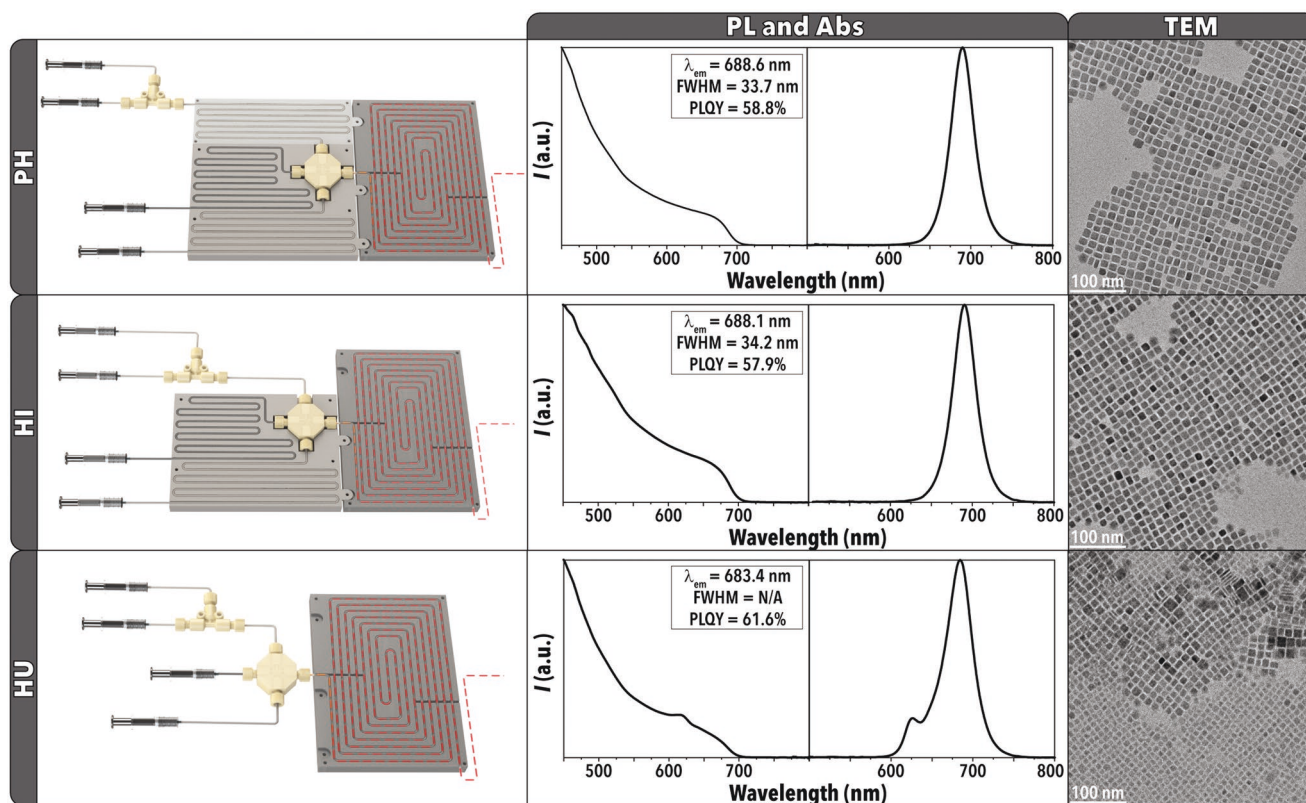 PL and Abs
TEM
PH
I (a.u.)
λem = 688.6 nm
FWHM = 33.7 nm
PLQY = 58.8%
500 600 700 600 700 800
Wavelength (nm)
100 nm
HI
I (a.u.)
λem = 688.1 nm
FWHM = 34.2 nm
PLQY = 57.9%
500 600 700 600 700 800
Wavelength (nm)
100 nm
HU
I (a.u.)
λem = 683.4 nm
FWHM = N/A
PLQY = 61.6%
500 600 700 600 700 800
Wavelength (nm)
100 nm